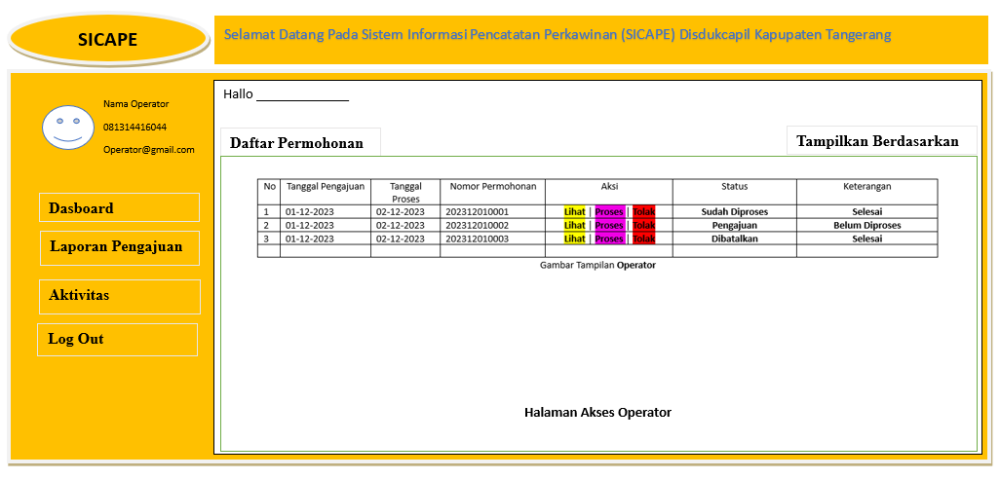 SICAPE
Selamat Datang Pada Sistem Informasi Pencatatan Perkawinan (SICAPE) Disdukcapil Kapupaten Tangerang
Nama Operator
081314416044
Operator@gmail.com
Dasboard
Laporan Pengajuan
Aktivitas
Log Out
Hallo _____________
Daftar Permohonan
Tampilkan Berdasarkan
No Tanggal Pengajuan Tanggal Proses Nomor Permohonan Aksi Status Keterangan
1 01-12-2023 02-12-2023 202312010001 Lihat | Proses | Tolak Sudah Diproses Selesai
2 01-12-2023 02-12-2023 202312010002 Lihat | Proses | Tolak Pengajuan Belum Diproses
3 01-12-2023 02-12-2023 202312010003 Lihat | Proses | Tolak Dibatalkan Selesai
Gambar Tampilan Operator
Halaman Akses Operator